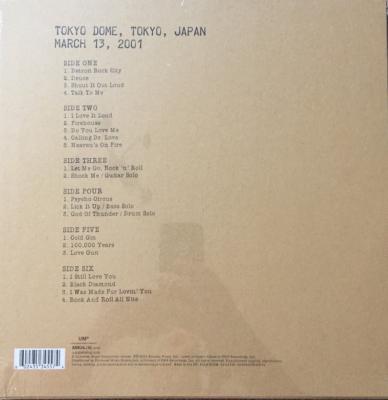 TOKYO DOME, TOKYO, JAPAN
MARCH 13, 2001
SIDE ONE
1. Detroit Rock City
2. Deuce
3. Shout It Out Loud
4. Talk To Me
SIDE TWO
1. I Love It Loud
2. Firehouse
3. Do You Love Me
4. Calling Dr. Love
5. Heaven's On Fire
SIDE THREE
1. Let Me Go, Rock 'n' Roll
2. Shock Me / Guitar Solo
SIDE FOUR
1. Psycho Circus
2. Lick It Up / Bass Solo
3. God Of Thunder / Drum Solo
SIDE FIVE
1. Cold Gin
2. 100,000 Years
3. Love Gun
SIDE SIX
1. I Still Love You
2. Black Diamond
3. I Was Made For Lovin' You
4. Rock And Roll All Nite
UMe